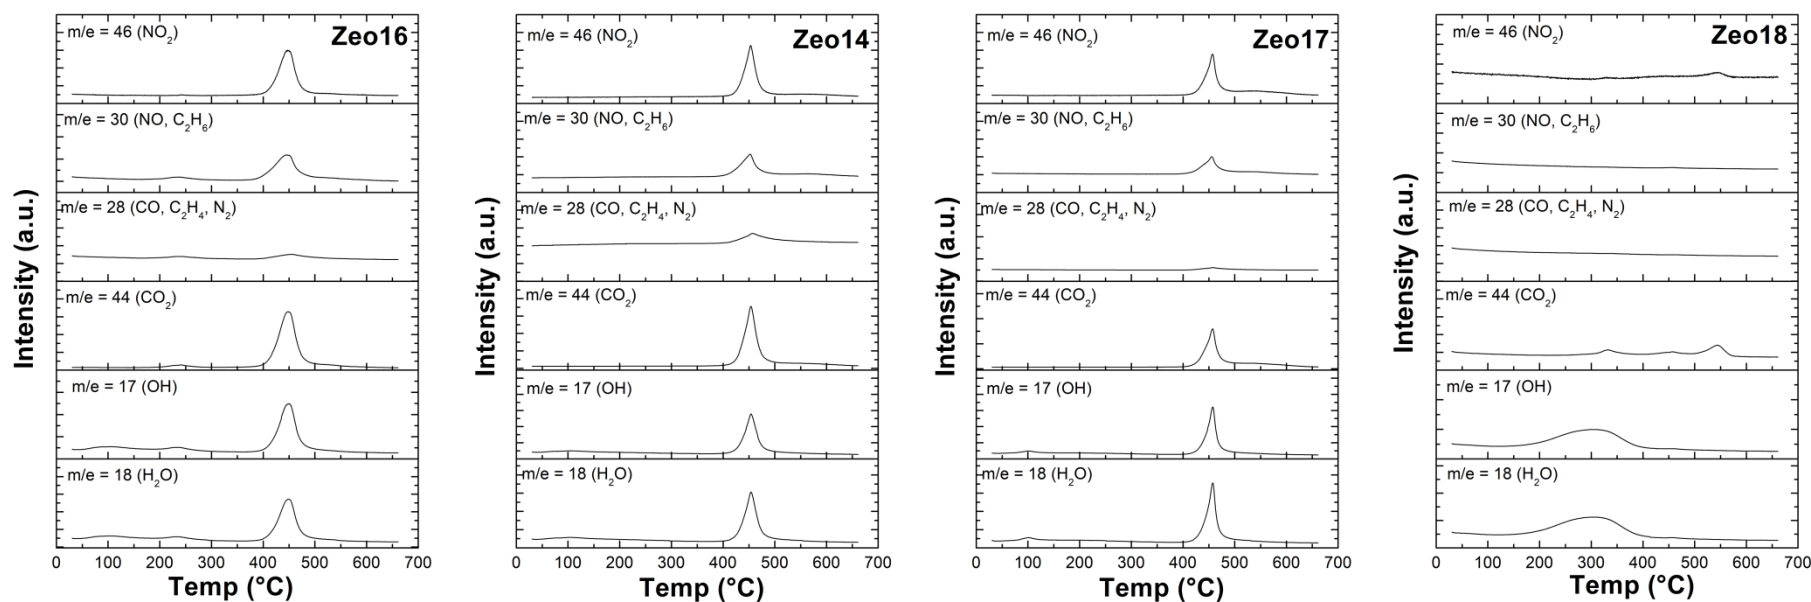 Zeo16
m/e = 46 (NO₂)
m/e = 30 (NO, C₂H₆)
m/e = 28 (CO, C₂H₄, N₂)
m/e = 44 (CO₂)
m/e = 17 (OH)
m/e = 18 (H₂O)
Intensity (a.u.)
0 100 200 300 400 500 600 700
Temp (°C)
Zeo14
m/e = 46 (NO₂)
m/e = 30 (NO, C₂H₆)
m/e = 28 (CO, C₂H₄, N₂)
m/e = 44 (CO₂)
m/e = 17 (OH)
m/e = 18 (H₂O)
Intensity (a.u.)
0 100 200 300 400 500 600 700
Temp (°C)
Zeo17
m/e = 46 (NO₂)
m/e = 30 (NO, C₂H₆)
m/e = 28 (CO, C₂H₄, N₂)
m/e = 44 (CO₂)
m/e = 17 (OH)
m/e = 18 (H₂O)
Intensity (a.u.)
0 100 200 300 400 500 600 700
Temp (°C)
Zeo18
m/e = 46 (NO₂)
m/e = 30 (NO, C₂H₆)
m/e = 28 (CO, C₂H₄, N₂)
m/e = 44 (CO₂)
m/e = 17 (OH)
m/e = 18 (H₂O)
Intensity (a.u.)
0 100 200 300 400 500 600 700
Temp (°C)